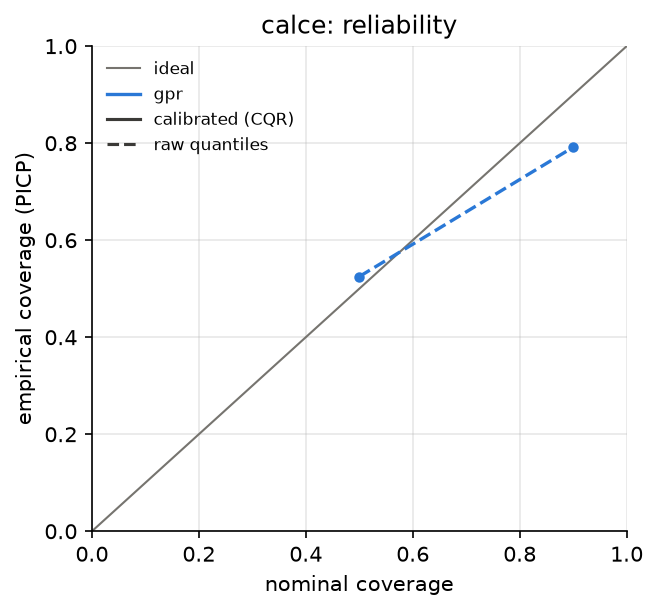 calce: reliability
1.0
0.8
0.6
0.4
0.2
0.0
empirical coverage (PICP)
ideal
gpr
calibrated (CQR)
raw quantiles
0.0 0.2 0.4 0.6 0.8 1.0
nominal coverage